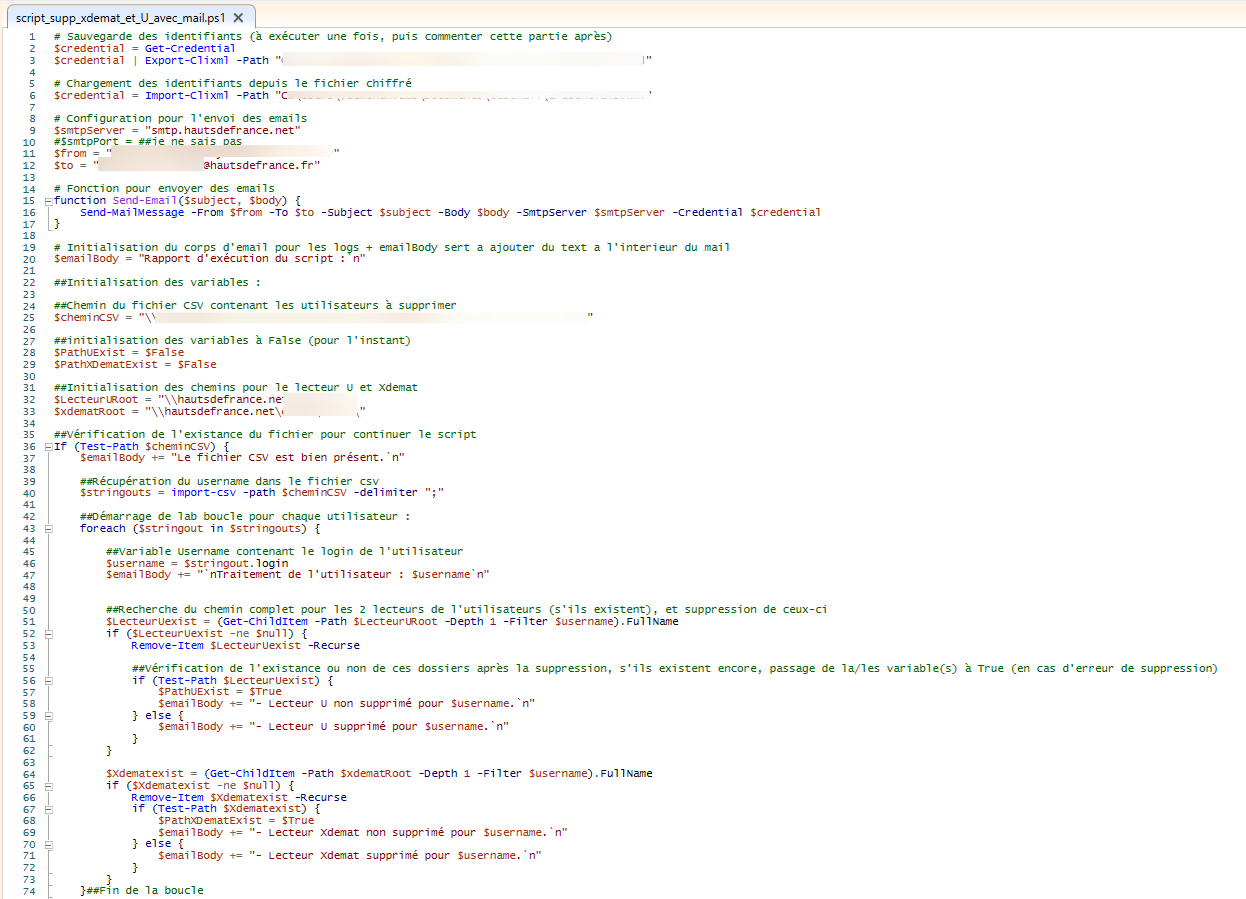 script_supp_xdemat_et_U_avec_mail.ps1
1 # Sauvegarde des identifiants (à exécuter une fois, puis commenter cette partie après)
2 $credential = Get-Credential
3 $credential | Export-Clixml -Path "
4
5 # Chargement des identifiants depuis le fichier chiffré
6 $credential = Import-Clixml -Path "C
7
8 # Configuration pour l'envoi des emails
9 $smtpServer = "smtp.hautsdefrance.net"
10 #$smtpPort = ##je ne sais pas
11 $from = " "
12 $to = " @hautsdefrance.fr"
13
14 # Fonction pour envoyer des emails
15 function Send-Email($subject, $body) {
16 Send-MailMessage -From $from -To $to -Subject $subject -Body $body -SmtpServer $smtpServer -Credential $credential
17 }
18
19 # Initialisation du corps d'email pour les logs + emailBody sert a ajouter du text a l'interieur du mail
20 $emailBody = "Rapport d'exécution du script :`n"
21
22 ##Initialisation des variables :
23
24 ##Chemin du fichier CSV contenant les utilisateurs à supprimer
25 $cheminCSV = "\\ "
26
27 ##initialisation des variables à False (pour l'instant)
28 $PathUExist = $False
29 $PathXDematExist = $False
30
31 ##Initialisation des chemins pour le lecteur U et Xdemat
32 $LecteurURoot = "\\hautsdefrance.net
33 $xdematRoot = "\\hautsdefrance.net\ \"
34
35 ##Vérification de l'existance du fichier pour continuer le script
36 If (Test-Path $cheminCSV) {
37 $emailBody += "Le fichier CSV est bien présent.`n"
38
39 ##Récupération du username dans le fichier csv
40 $stringouts = import-csv -path $cheminCSV -delimiter ";"
41
42 ##Démarrage de lab boucle pour chaque utilisateur :
43 foreach ($stringout in $stringouts) {
44
45 ##Variable Username contenant le login de l'utilisateur
46 $username = $stringout.login
47 $emailBody += "`nTraitement de l'utilisateur : $username`n"
48
49
50 ##Recherche du chemin complet pour les 2 lecteurs de l'utilisateurs (s'ils existent), et suppression de ceux-ci
51 $LecteurUexist = (Get-ChildItem -Path $LecteurURoot -Depth 1 -Filter $username).FullName
52 if ($LecteurUexist -ne $null) {
53 Remove-Item $LecteurUexist -Recurse
54
55 ##Vérification de l'existence ou non de ces dossiers après la suppression, s'ils existent encore, passage de la/les variable(s) à True (en cas d'erreur de suppression)
56 if (Test-Path $LecteurUexist) {
57 $PathUExist = $True
58 $emailBody += "- Lecteur U non supprimé pour $username.`n"
59 } else {
60 $emailBody += "- Lecteur U supprimé pour $username.`n"
61 }
62 }
63
64 $Xdematexist = (Get-ChildItem -Path $xdematRoot -Depth 1 -Filter $username).FullName
65 if ($Xdematexist -ne $null) {
66 Remove-Item $Xdematexist -Recurse
67 if (Test-Path $Xdematexist) {
68 $PathXDematExist = $True
69 $emailBody += "- Lecteur Xdemat non supprimé pour $username.`n"
70 } else {
71 $emailBody += "- Lecteur Xdemat supprimé pour $username.`n"
72 }
73 }
74 }##Fin de la boucle